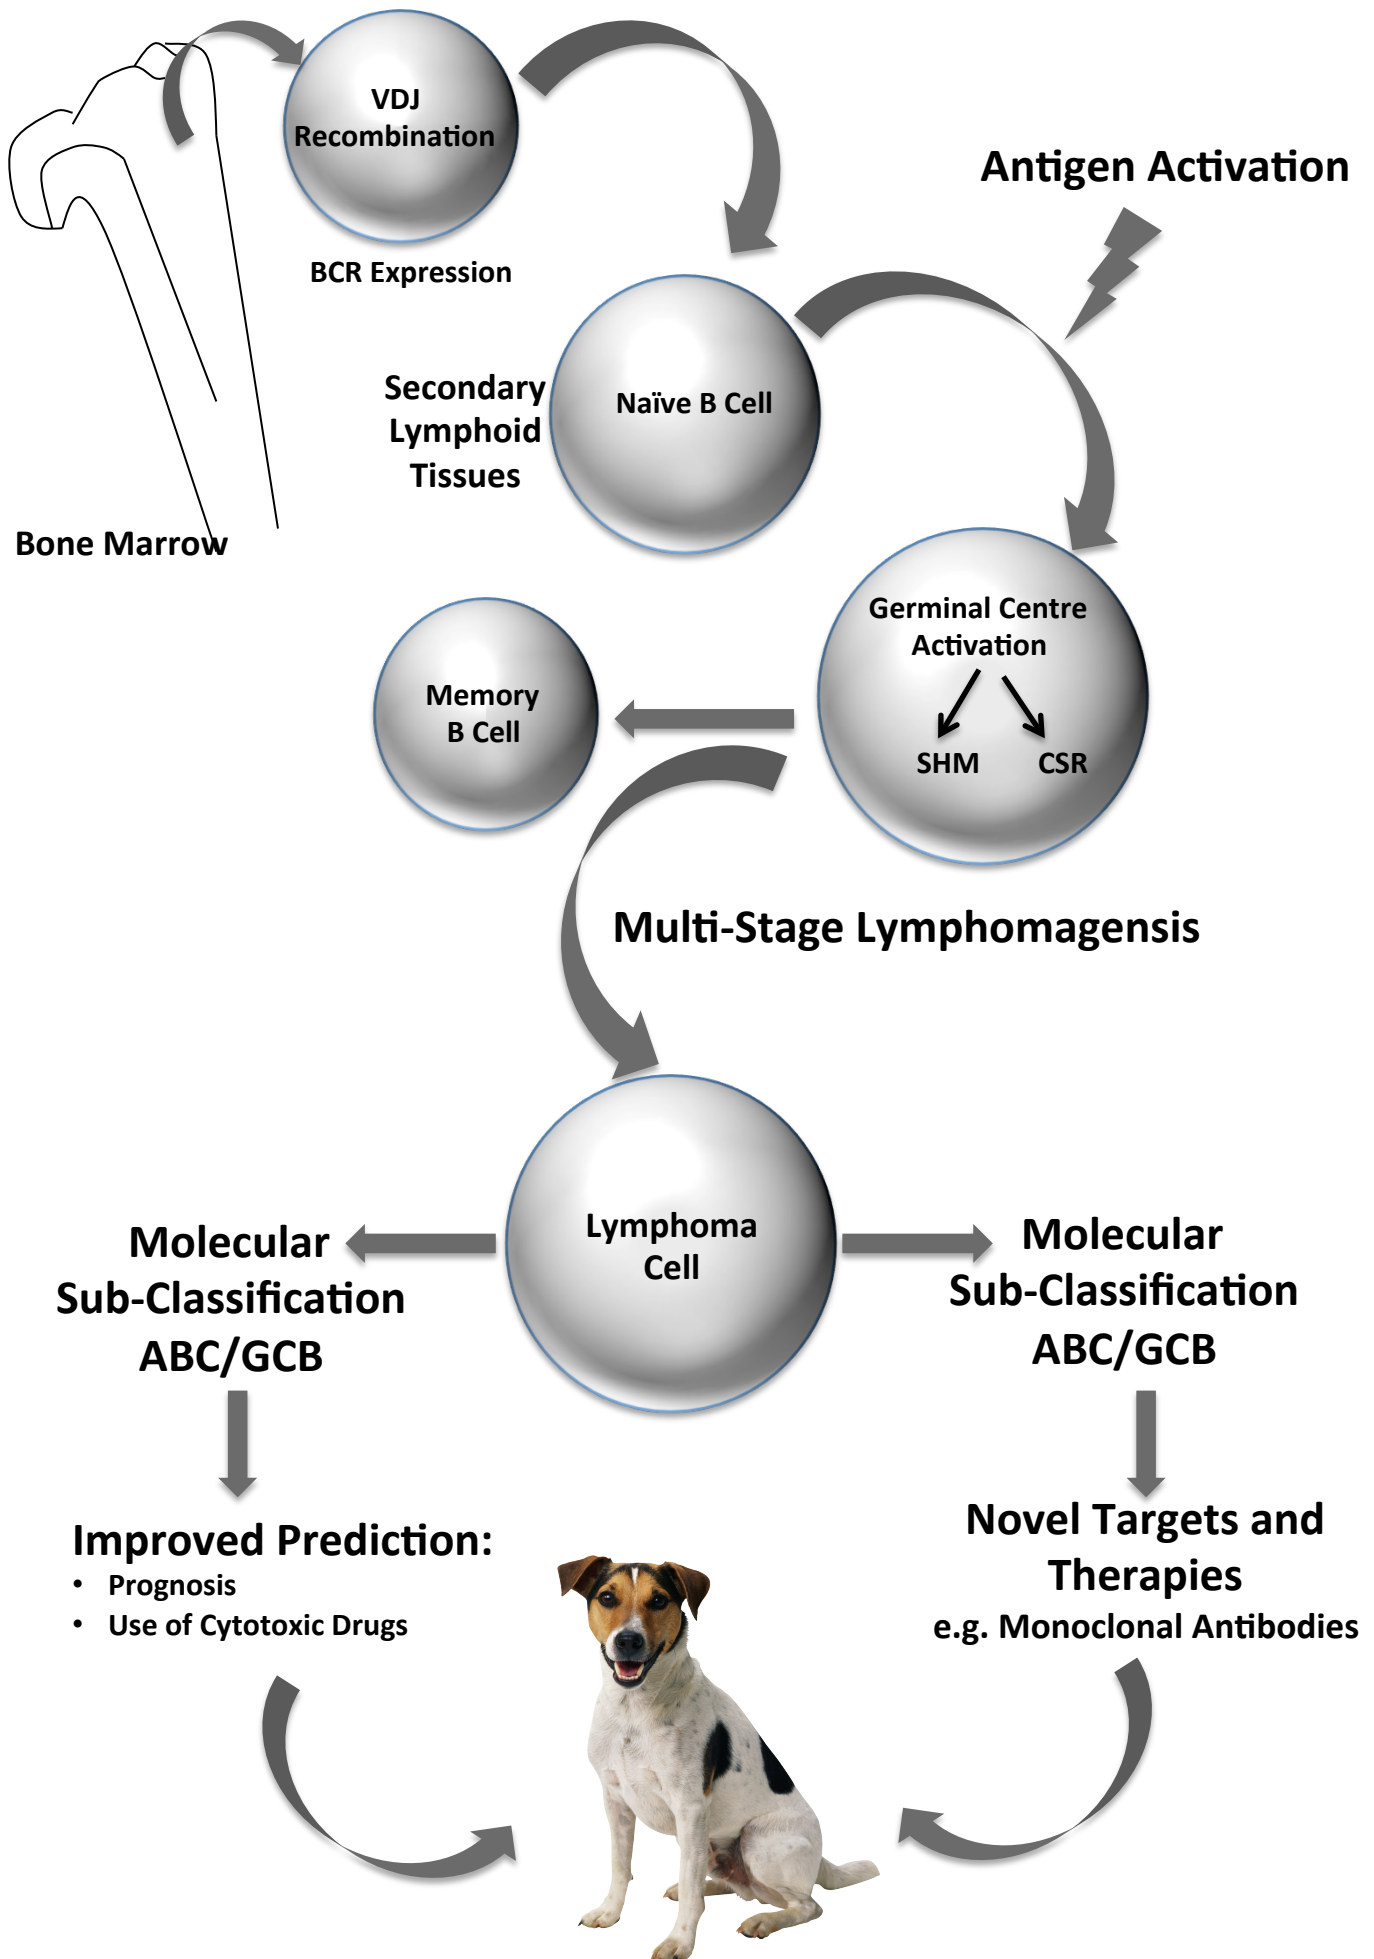 VDJ
Recombination
BCR Expression
Antigen Activation
Secondary
Lymphoid
Tissues
Naïve B Cell
Bone Marrow
Germinal Centre
Activation
SHM
CSR
Memory
B Cell
Multi-Stage Lymphomagensis
Lymphoma
Cell
Molecular
Sub-Classification
ABC/GCB
Molecular
Sub-Classification
ABC/GCB
Improved Prediction:
• Prognosis
• Use of Cytotoxic Drugs
Novel Targets and
Therapies
e.g. Monoclonal Antibodies